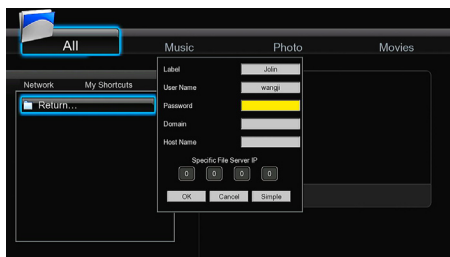 All Music Photo Movies
Network My Shortcuts
Return...
Label Jolin
User Name wangji
Password
Domain
Host Name
Specific File Server IP
0 0 0 0
OK Cancel Simple